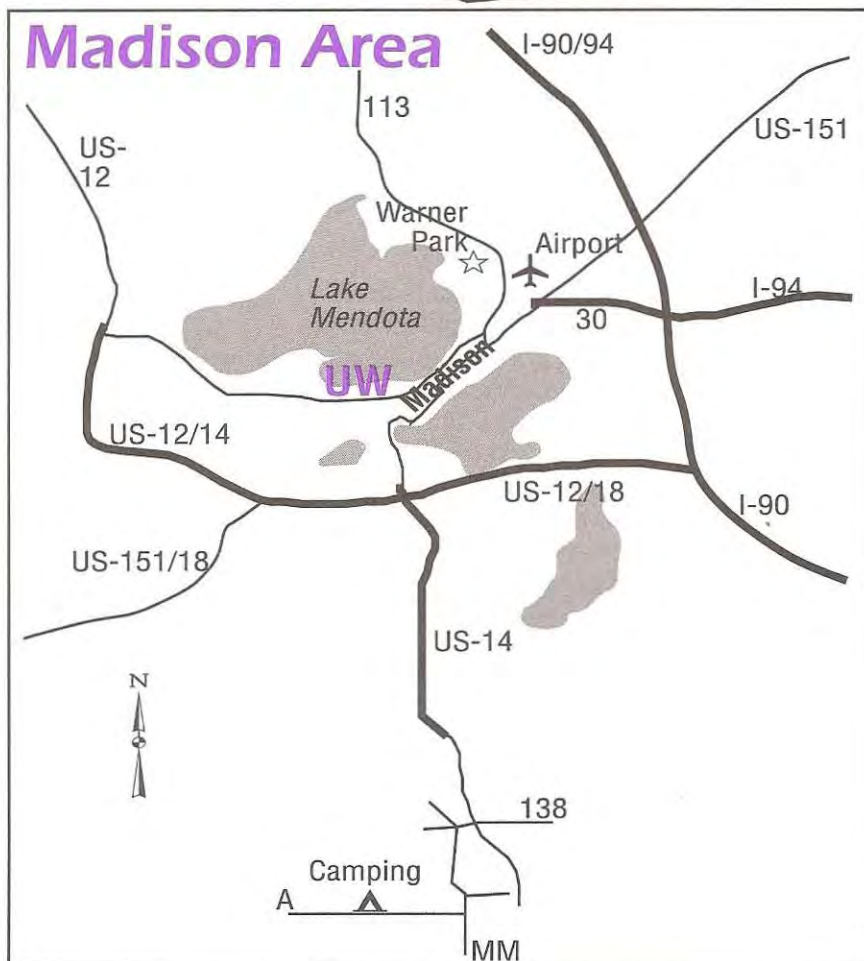 Madison Area
I-90/94
113
US-151
US-
12
Warner
Park
Airport
Lake
Mendota
I-94
30
UW
Madison
US-12/14
US-12/18
I-90
US-151/18
US-14
N
138
Camping
A
MM